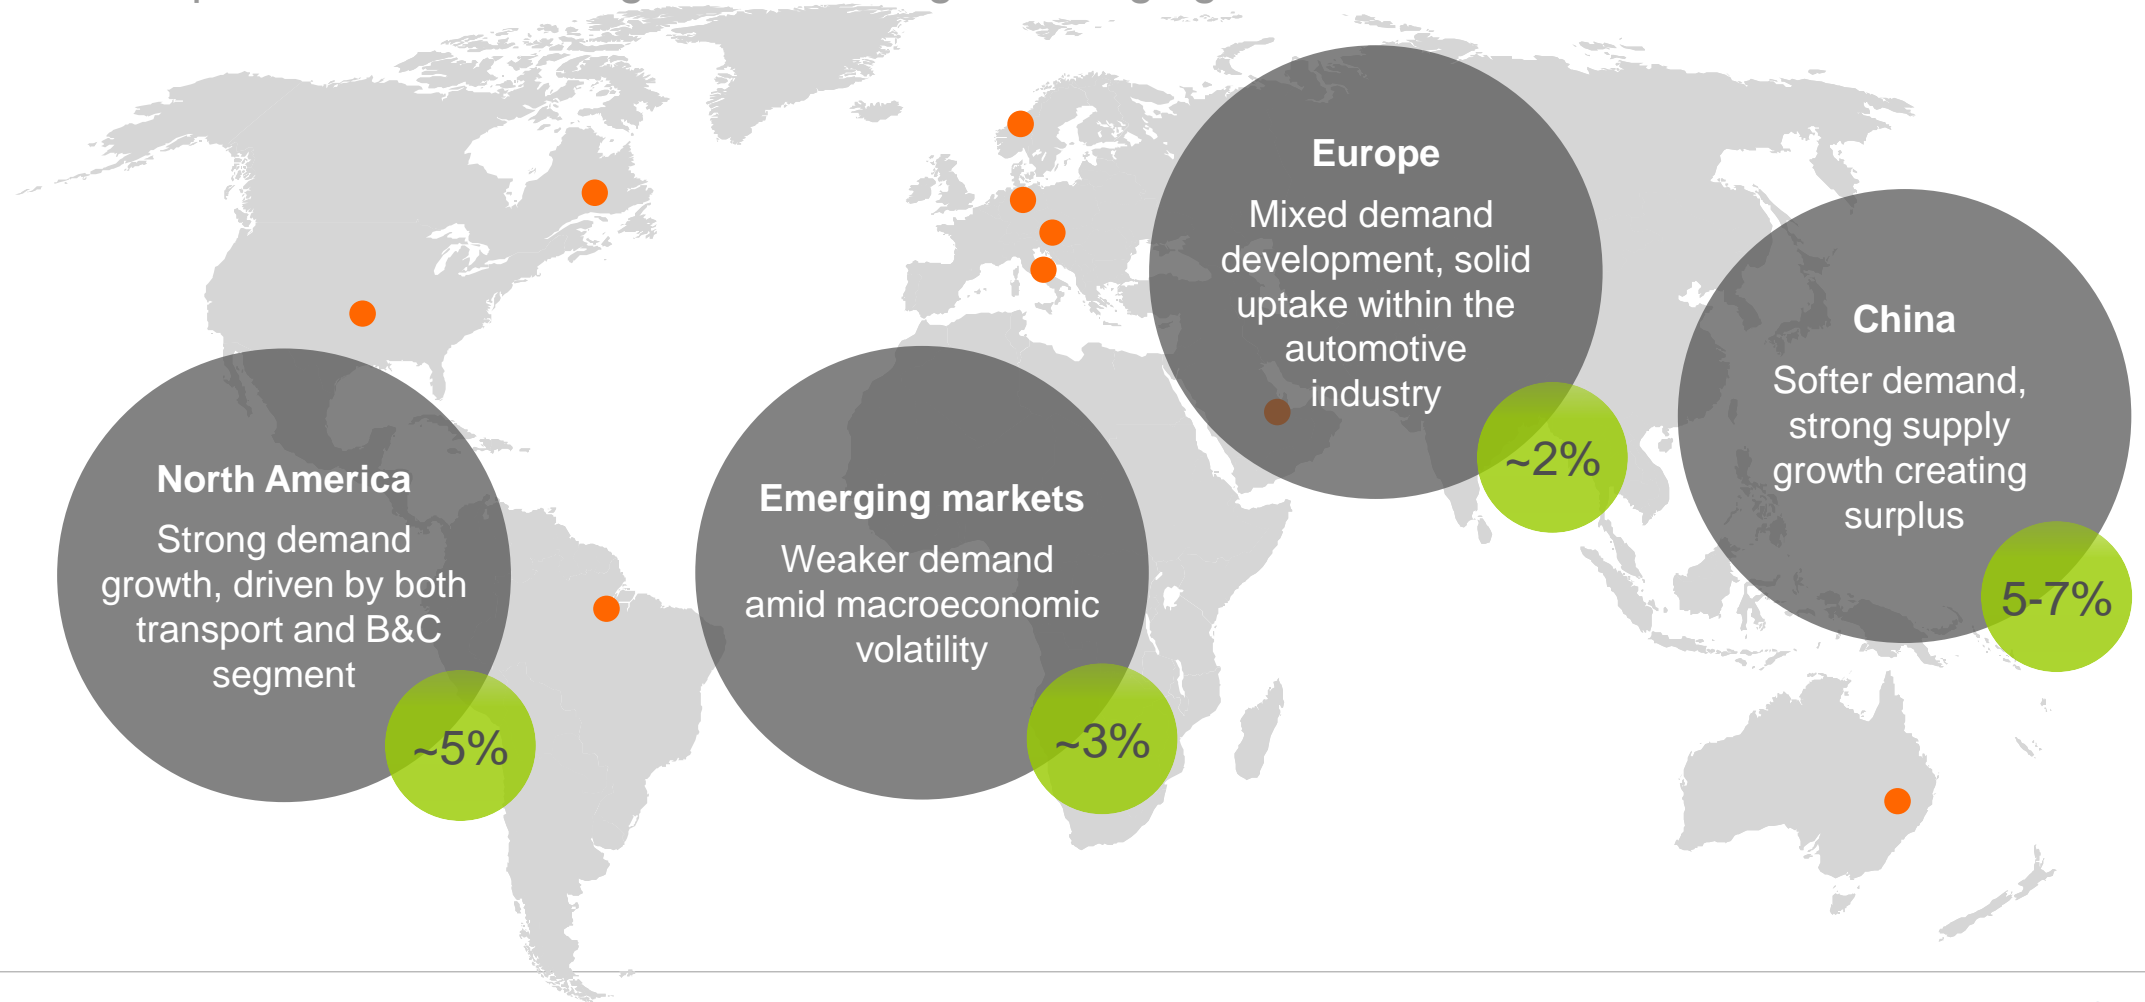 Europe
Mixed demand
development, solid
uptake within the
automotive
industry
~2%
China
Softer demand,
strong supply
growth creating
surplus
5-7%
North America
Strong demand
growth, driven by both
transport and B&C
segment
~5%
Emerging markets
Weaker demand
amid macroeconomic
volatility
~3%